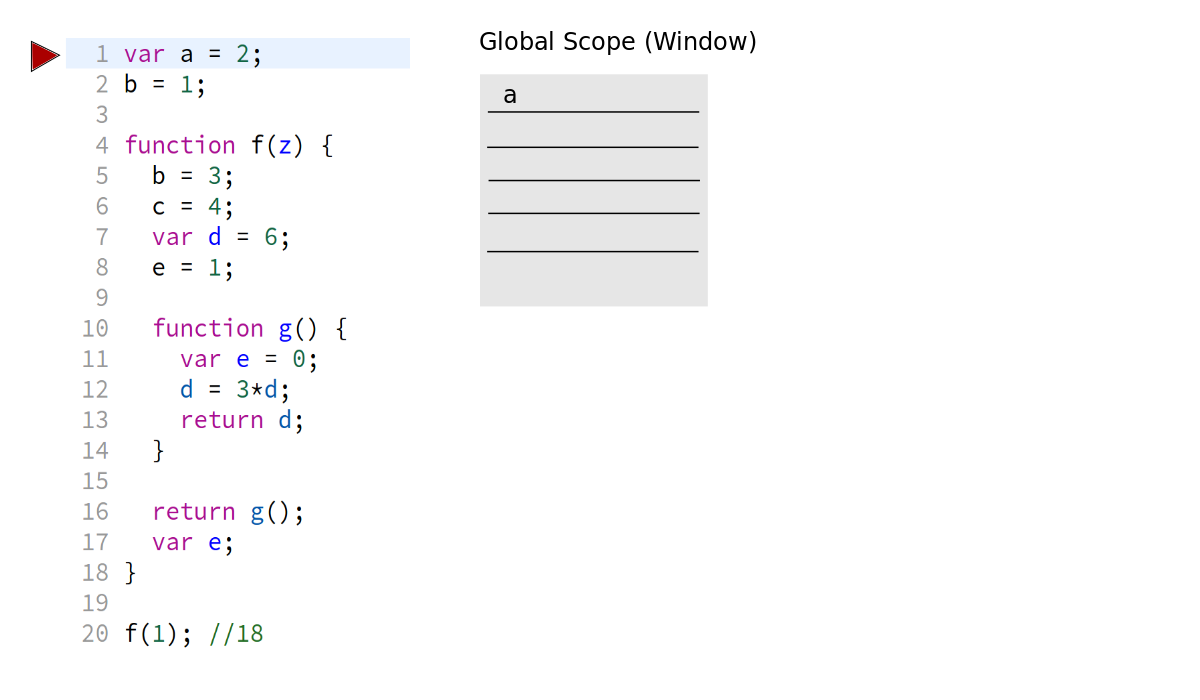 1 var a = 2;
2 b = 1;
3
4 function f(z) {
5   b = 3;
6   c = 4;
7   var d = 6;
8   e = 1;
9
10   function g() {
11     var e = 0;
12     d = 3*d;
13     return d;
14   }
15
16   return g();
17   var e;
18 }
19
20 f(1); //18
Global Scope (Window)
a